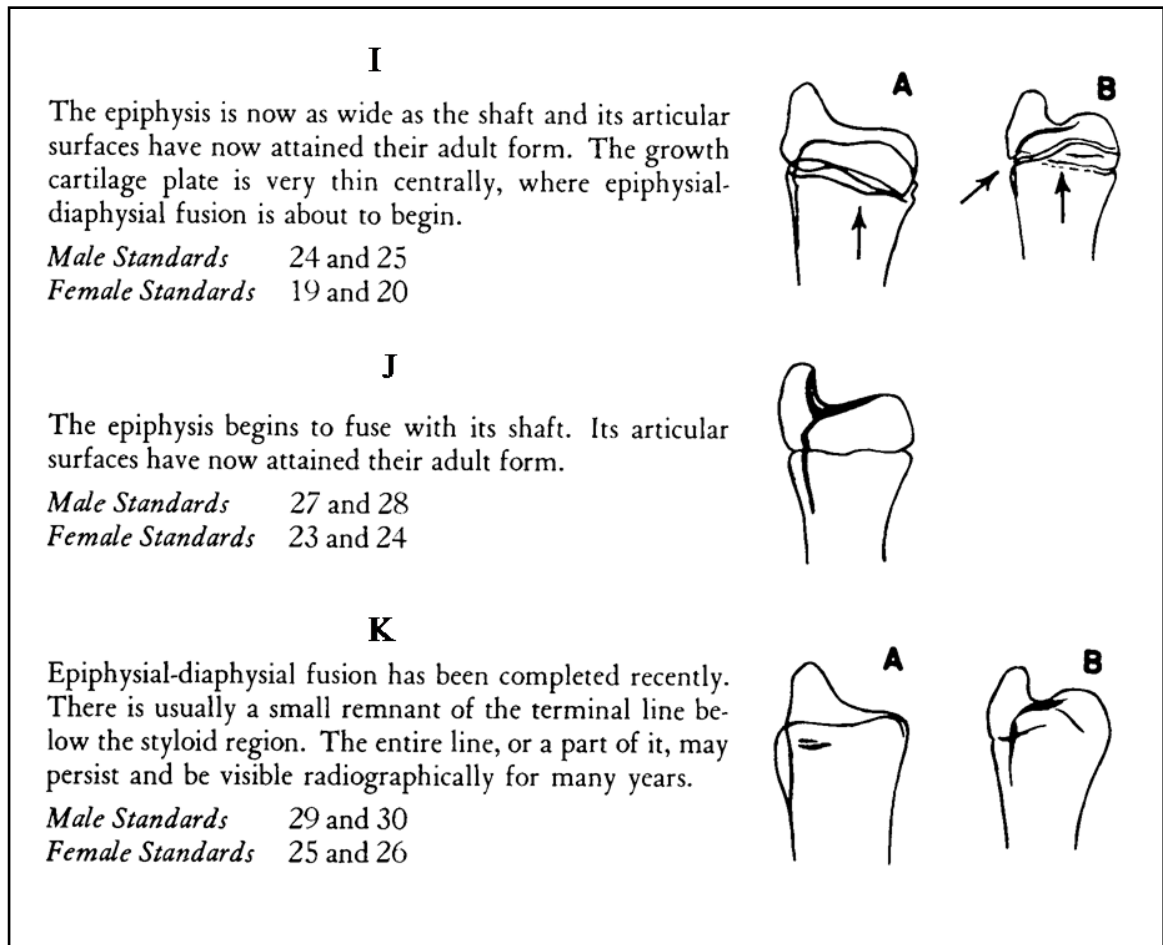 I
A
B
The epiphysis is now as wide as the shaft and its articular
surfaces have now attained their adult form. The growth
cartilage plate is very thin centrally, where epiphysial-
diaphysial fusion is about to begin.
Male Standards 24 and 25
Female Standards 19 and 20
J
The epiphysis begins to fuse with its shaft. Its articular
surfaces have now attained their adult form.
Male Standards 27 and 28
Female Standards 23 and 24
K
A
B
Epiphysial-diaphysial fusion has been completed recently.
There is usually a small remnant of the terminal line be-
low the styloid region. The entire line, or a part of it, may
persist and be visible radiographically for many years.
Male Standards 29 and 30
Female Standards 25 and 26